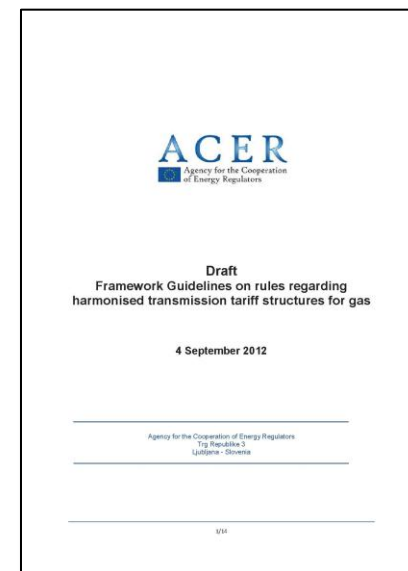 ACER
Agency for the Cooperation
of Energy Regulators
Draft
Framework Guidelines on rules regarding
harmonised transmission tariff structures for gas
4 September 2012
Agency for the Cooperation of Energy Regulators
Trg Republike 3
Ljubljana - Slovenia
1/14